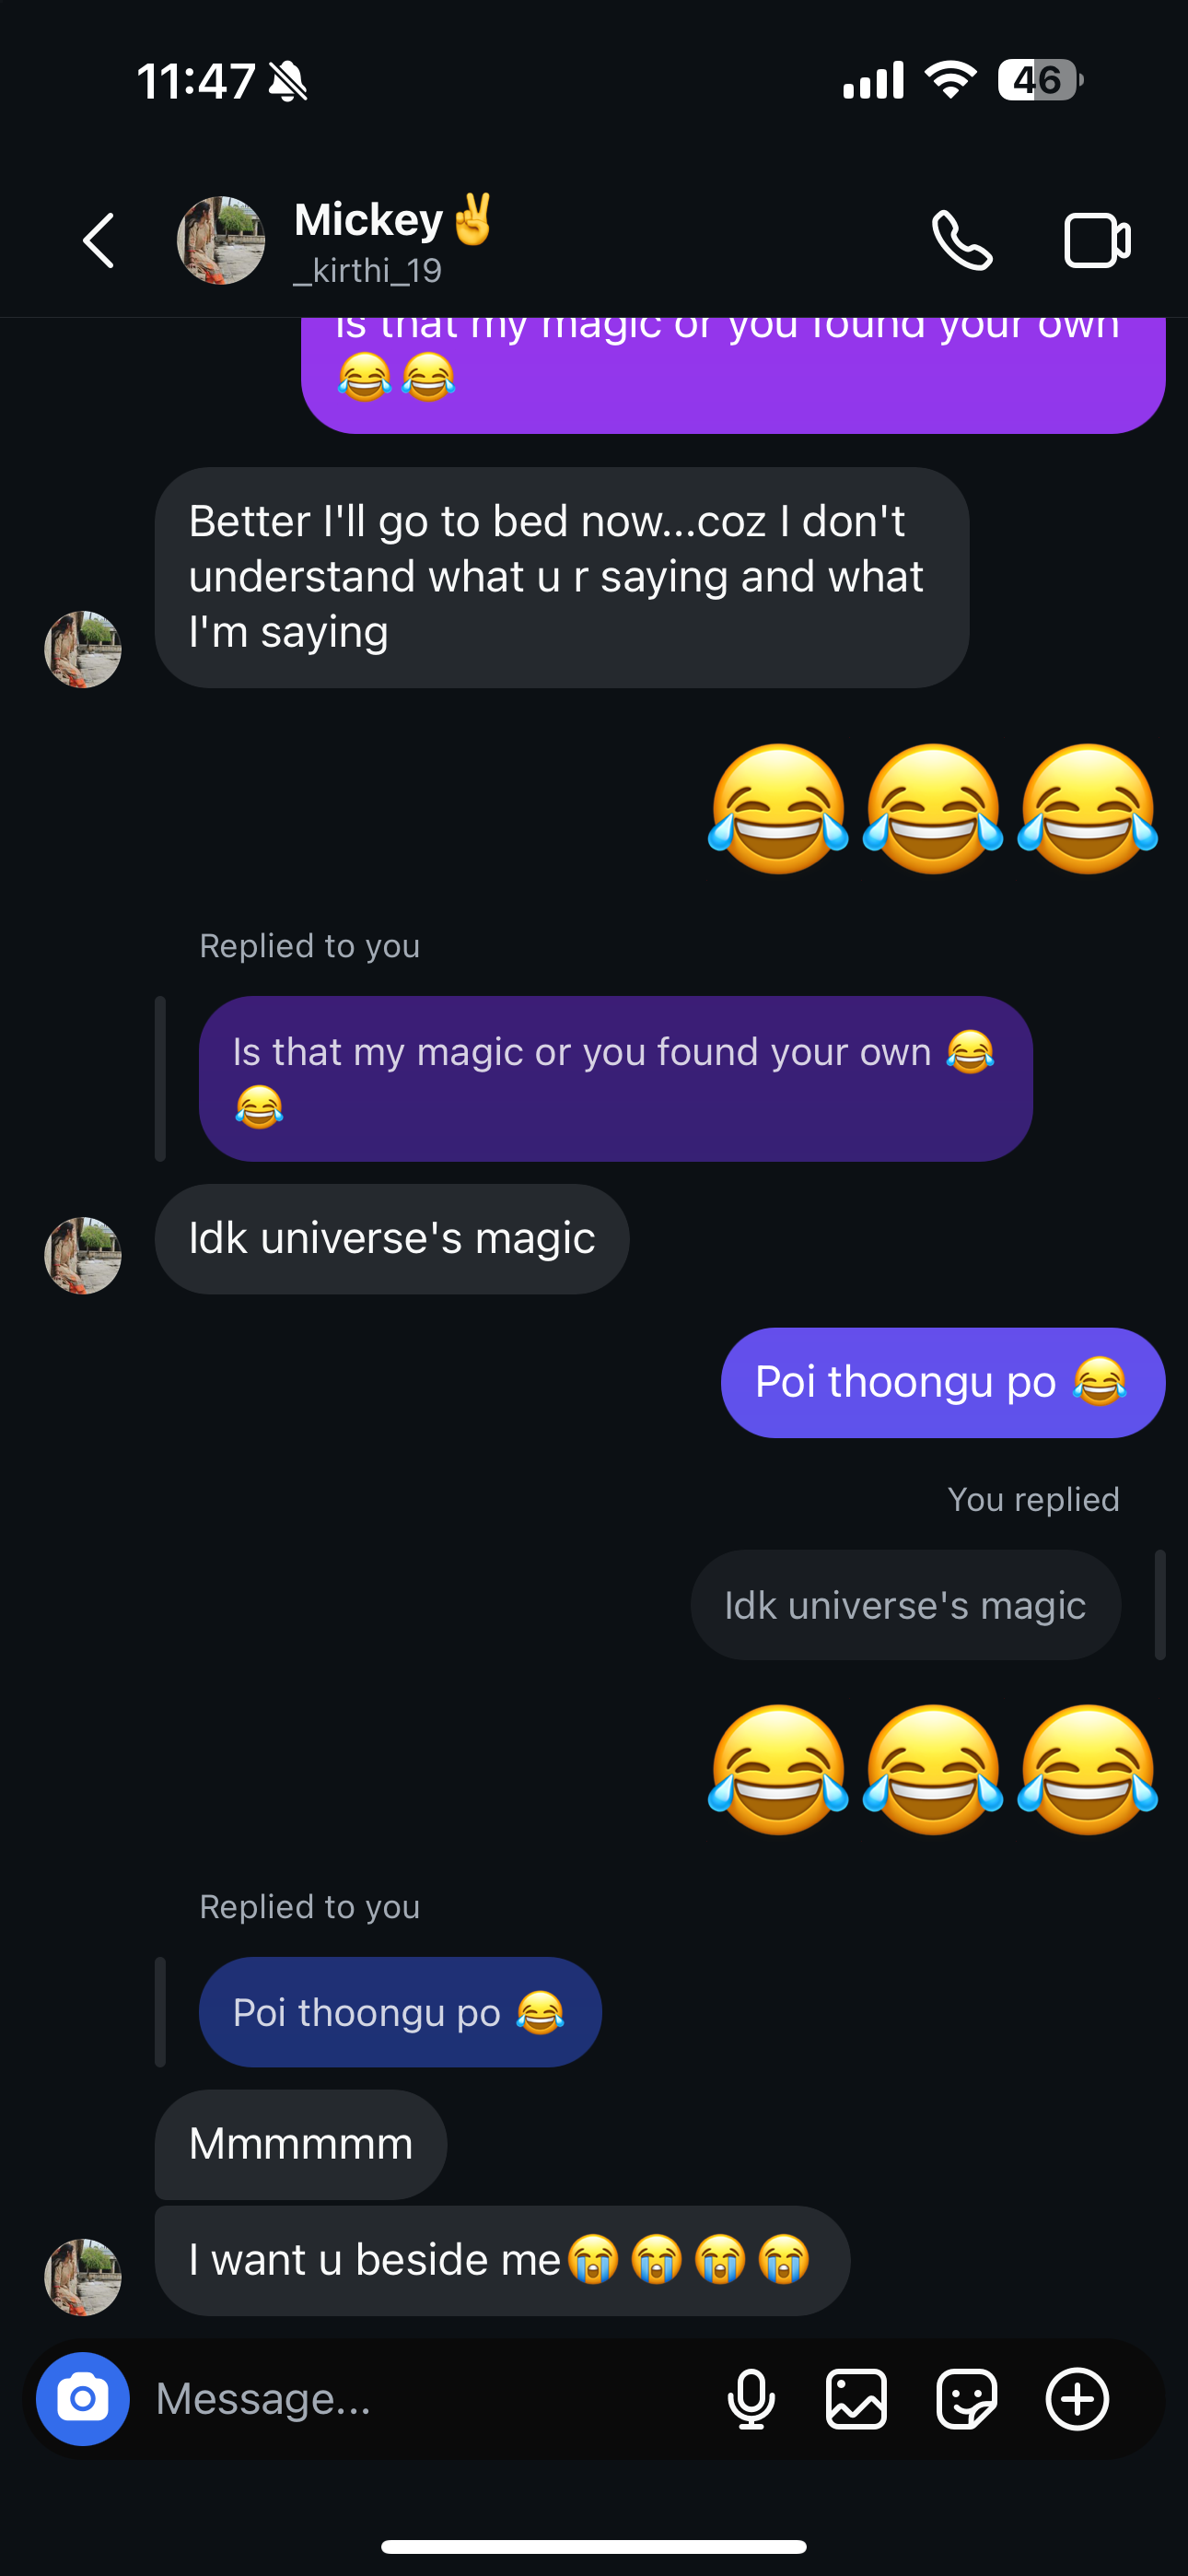 11:47
46
Mickey✌️
_kirthi_19
Is that my magic or you found your own
😂😂
Better I'll go to bed now...coz I don't
understand what u r saying and what
I'm saying
😂😂😂
Replied to you
Is that my magic or you found your own 😂
😂
Idk universe's magic
Poi thoongu po 😂
You replied
Idk universe's magic
😂😂😂
Replied to you
Poi thoongu po 😂
Mmmmmm
I want u beside me😭😭😭😭
Message...